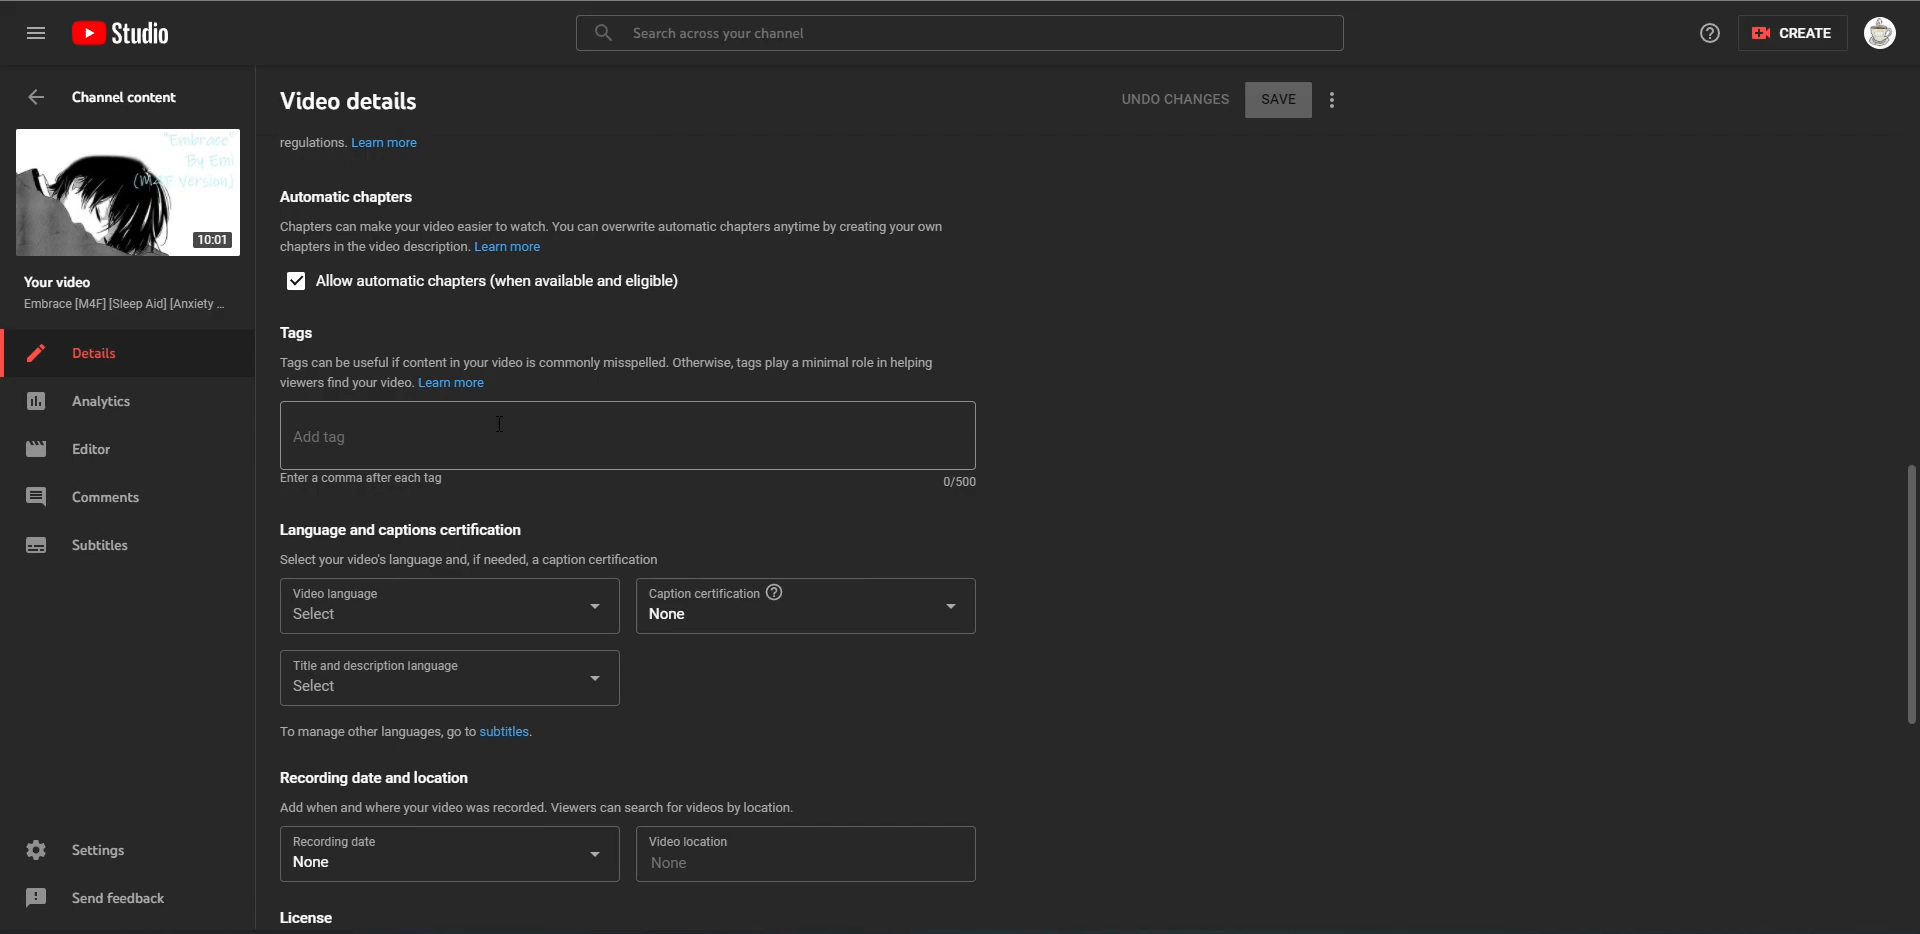 Studio
Search across your channel
CREATE
Channel content
"Embrace"
By Emi
(M4F Version)
10:01
Your video
Embrace [M4F] [Sleep Aid] [Anxiety ...
Details
Analytics
Editor
Comments
Subtitles
Settings
Send feedback
Video details
UNDO CHANGES
SAVE
regulations. Learn more
Automatic chapters
Chapters can make your video easier to watch. You can overwrite automatic chapters anytime by creating your own
chapters in the video description. Learn more
Allow automatic chapters (when available and eligible)
Tags
Tags can be useful if content in your video is commonly misspelled. Otherwise, tags play a minimal role in helping
viewers find your video. Learn more
Add tag
Enter a comma after each tag
0/500
Language and captions certification
Select your video's language and, if needed, a caption certification
Video language
Select
Caption certification
None
Title and description language
Select
To manage other languages, go to subtitles.
Recording date and location
Add when and where your video was recorded. Viewers can search for videos by location.
Recording date
None
Video location
None
License